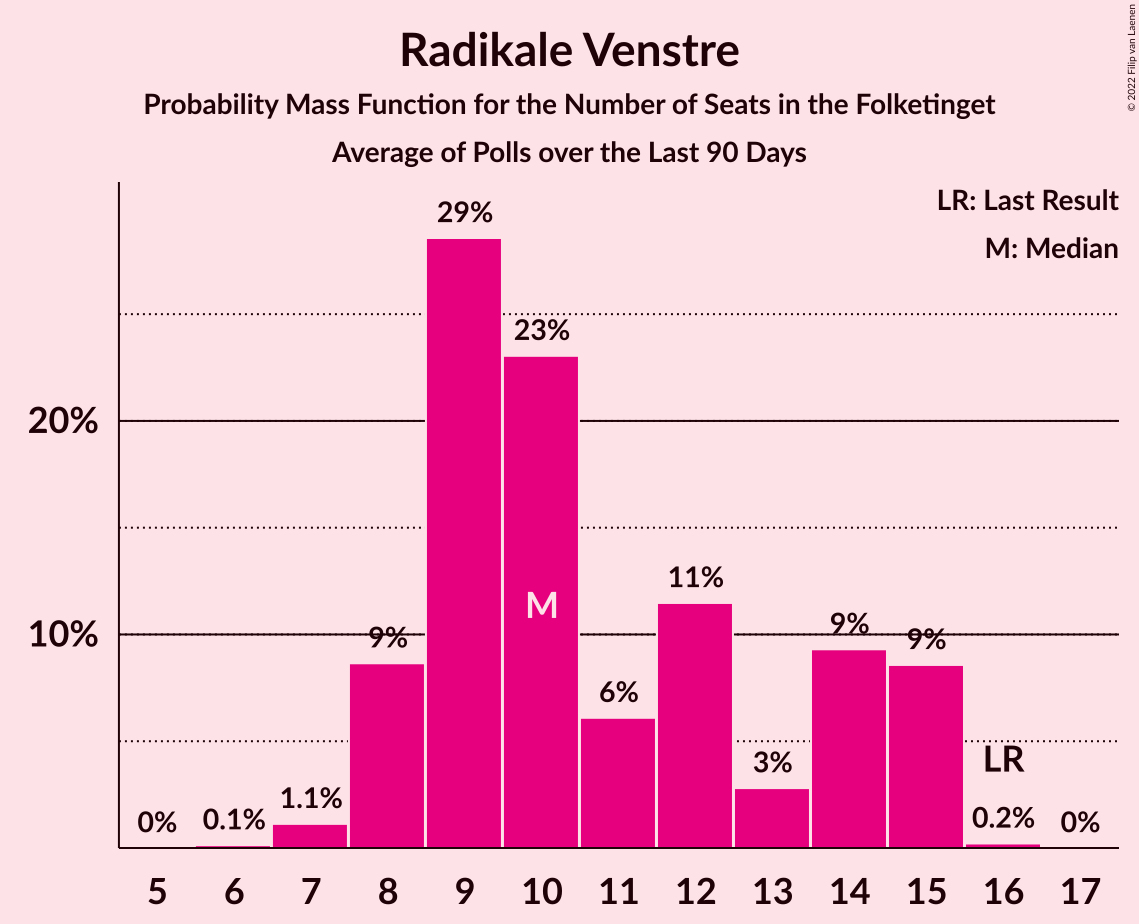 Radikale Venstre
Probability Mass Function for the Number of Seats in the Folketinget
Average of Polls over the Last 90 Days
© 2022 Filip van Laenen
LR: Last Result
M: Median
29%
23%
20%
11%
M
10%
9%
9%
9%
6%
3%
LR
1.1%
0%
0.1%
0.2%
0%
5 6 7 8 9 10 11 12 13 14 15 16 17